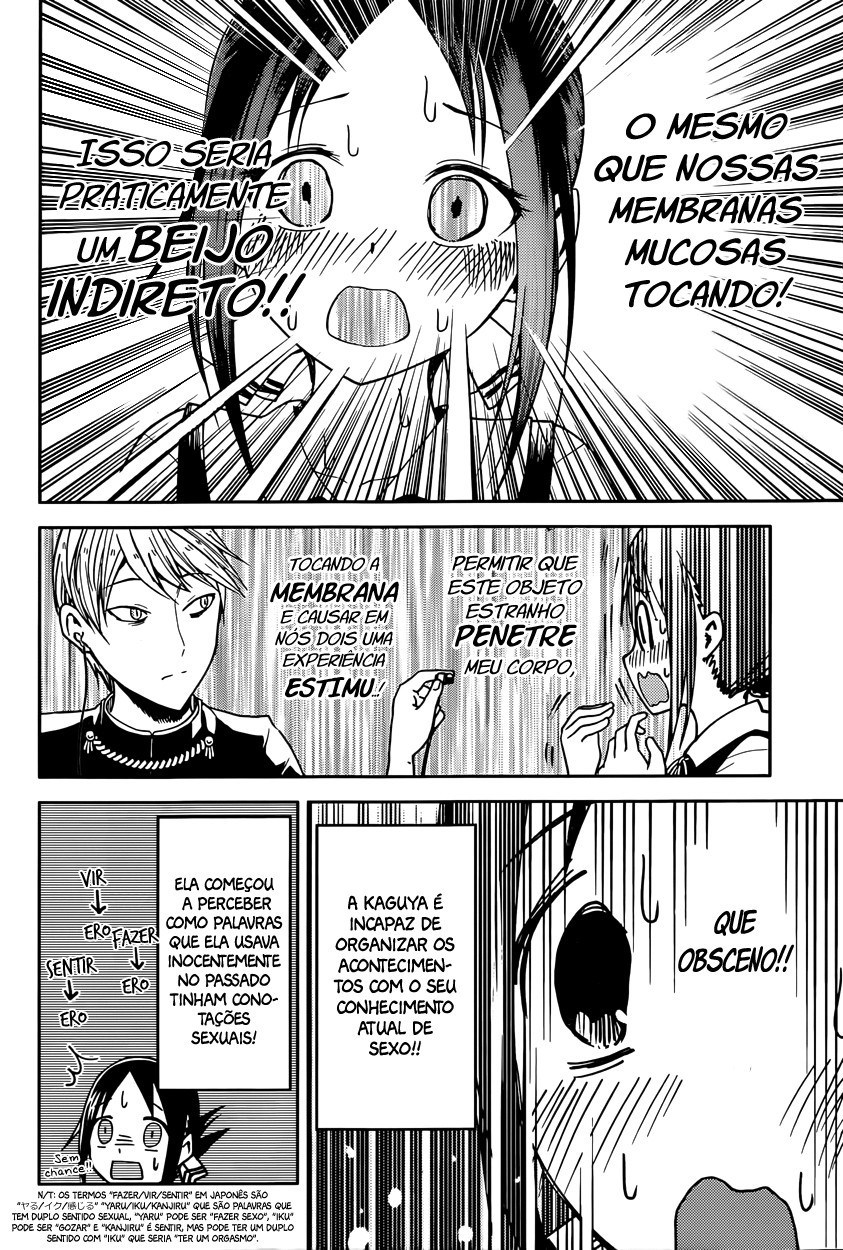 O MESMO
QUE NOSSAS
MEMBRANAS
MUCOSAS
TOCANDO!
ISSO SERIA
PRATICAMENTE
UM BEIJO
INDIRETO!!
PERMITIR QUE
ESTE OBJETO
ESTRANHO
PENETRE
MEU CORPO,
TOCANDO A
MEMBRANA
E CAUSAR EM
NÓS DOIS UMA
EXPERIÊNCIA
ESTIMU..!
QUE
OBSCENO!!
A KAGUYA É
INCAPAZ DE
ORGANIZAR OS
ACONTECIMEN-
TOS COM O SEU
CONHECIMENTO
ATUAL DE
SEXO!!
ELA COMEÇOU
A PERCEBER
COMO PALAVRAS
QUE ELA USAVA
INOCENTEMENTE
NO PASSADO
TINHAM CONO-
TAÇÕES
SEXUAIS!
VIR
↓
ERO
FAZER
↓
ERO
SENTIR
↓
ERO
Sem
chance!!
N/T: OS TERMOS "FAZER/VIR/SENTIR" EM JAPONÊS SÃO
"ヤる/イク/感じる" "YARU/IKU/KANJIRU" QUE SÃO PALAVRAS QUE
TEM DUPLO SENTIDO SEXUAL, "YARU" PODE SER "FAZER SEXO", "IKU"
PODE SER "GOZAR" E "KANJIRU" É SENTIR, MAS PODE TER UM DUPLO
SENTIDO COM "IKU" QUE SERIA "TER UM ORGASMO".